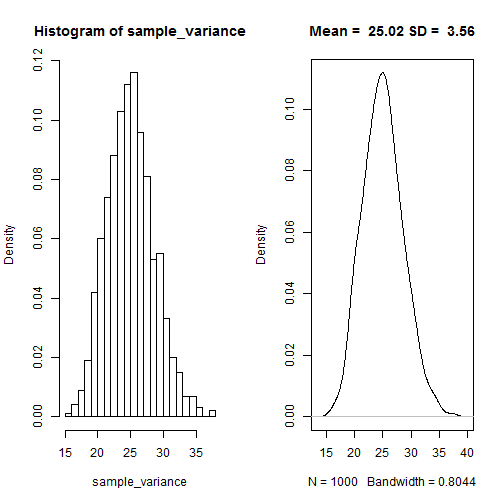 Histogram of sample_variance
Density
0.00 0.02 0.04 0.06 0.08 0.10 0.12
15 20 25 30 35
sample_variance
Mean =  25.02 SD =  3.56
Density
0.00 0.02 0.04 0.06 0.08 0.10
15 20 25 30 35 40
N = 1000   Bandwidth = 0.8044